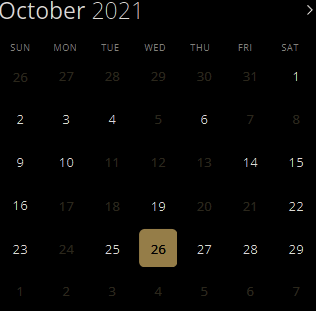 October 2021
SUN MON TUE WED THU FRI SAT
26 27 28 29 30 31 1
2 3 4 5 6 7 8
9 10 11 12 13 14 15
16 17 18 19 20 21 22
23 24 25 26 27 28 29
1 2 3 4 5 6 7